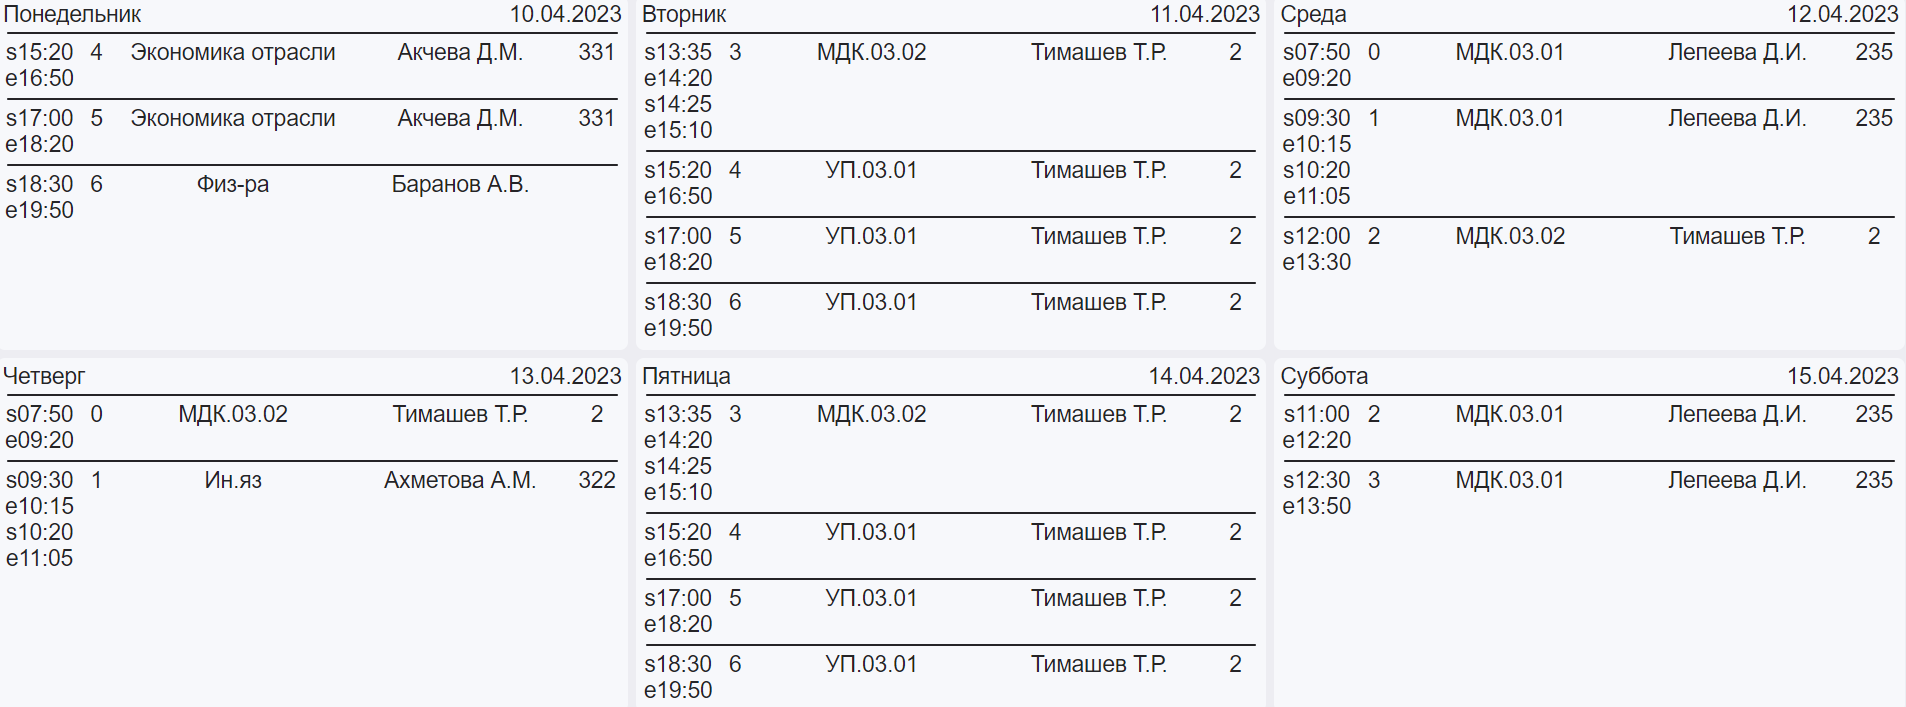 Понедельник 10.04.2023
s15:20 4 Экономика отрасли Акчева Д.М. 331
e16:50
s17:00 5 Экономика отрасли Акчева Д.М. 331
e18:20
s18:30 6 Физ-ра Баранов А.В.
e19:50
Вторник 11.04.2023
s13:35 3 МДК.03.02 Тимашев Т.Р. 2
e14:20
s14:25
e15:10
s15:20 4 УП.03.01 Тимашев Т.Р. 2
e16:50
s17:00 5 УП.03.01 Тимашев Т.Р. 2
e18:20
s18:30 6 УП.03.01 Тимашев Т.Р. 2
e19:50
Среда 12.04.2023
s07:50 0 МДК.03.01 Лепеева Д.И. 235
e09:20
s09:30 1 МДК.03.01 Лепеева Д.И. 235
e10:15
s10:20
e11:05
s12:00 2 МДК.03.02 Тимашев Т.Р. 2
e13:30
Четверг 13.04.2023
s07:50 0 МДК.03.02 Тимашев Т.Р. 2
e09:20
s09:30 1 Ин.яз Ахметова А.М. 322
e10:15
s10:20
e11:05
Пятница 14.04.2023
s13:35 3 МДК.03.02 Тимашев Т.Р. 2
e14:20
s14:25
e15:10
s15:20 4 УП.03.01 Тимашев Т.Р. 2
e16:50
s17:00 5 УП.03.01 Тимашев Т.Р. 2
e18:20
s18:30 6 УП.03.01 Тимашев Т.Р. 2
e19:50
Суббота 15.04.2023
s11:00 2 МДК.03.01 Лепеева Д.И. 235
e12:20
s12:30 3 МДК.03.01 Лепеева Д.И. 235
e13:50